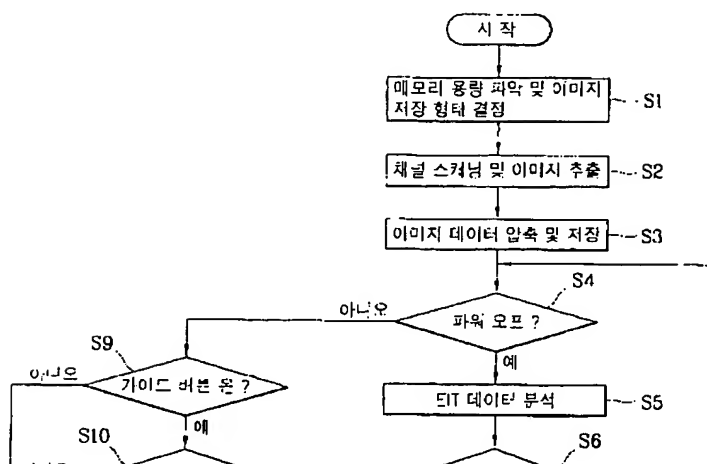 시 작
메모리 용량 파악 및 이미지
저장 형태 결정
S1
채널 스캐닝 및 이미지 추출
S2
이미지 데이터 압축 및 저장
S3
S4
아니오
파워 오프 ?
예
S9
아니오
가이드 버튼 온 ?
예
EIT 데이터 분석
S5
S10
S6